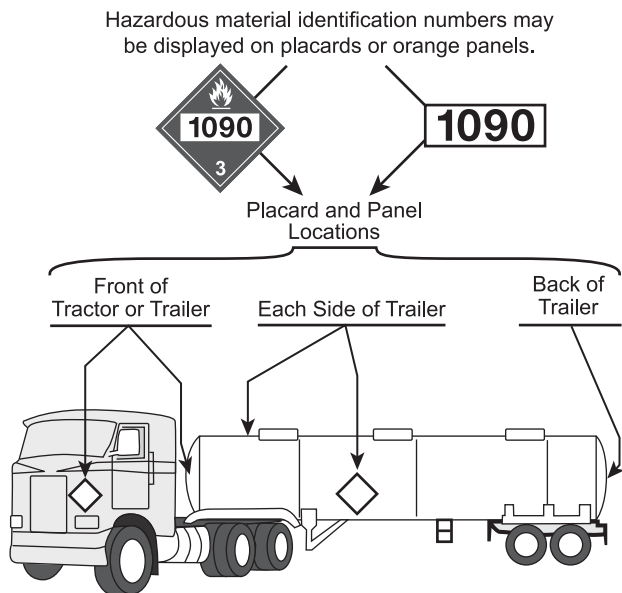 Hazardous material identification numbers may
be displayed on placards or orange panels.
1090
3
1090
Placard and Panel
Locations
Front of
Tractor or Trailer
Each Side of Trailer
Back of
Trailer